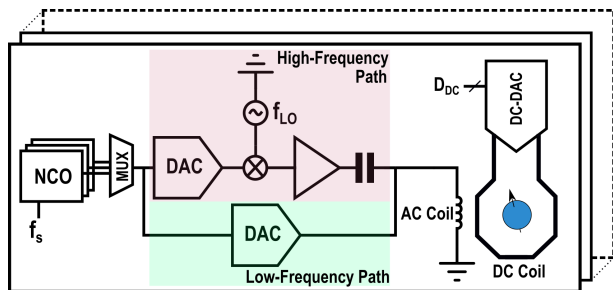 High-Frequency
Path
f_LO
D_DC
DC-DAC
NCO
MUX
DAC
f_s
DAC
AC Coil
DC Coil
Low-Frequency Path